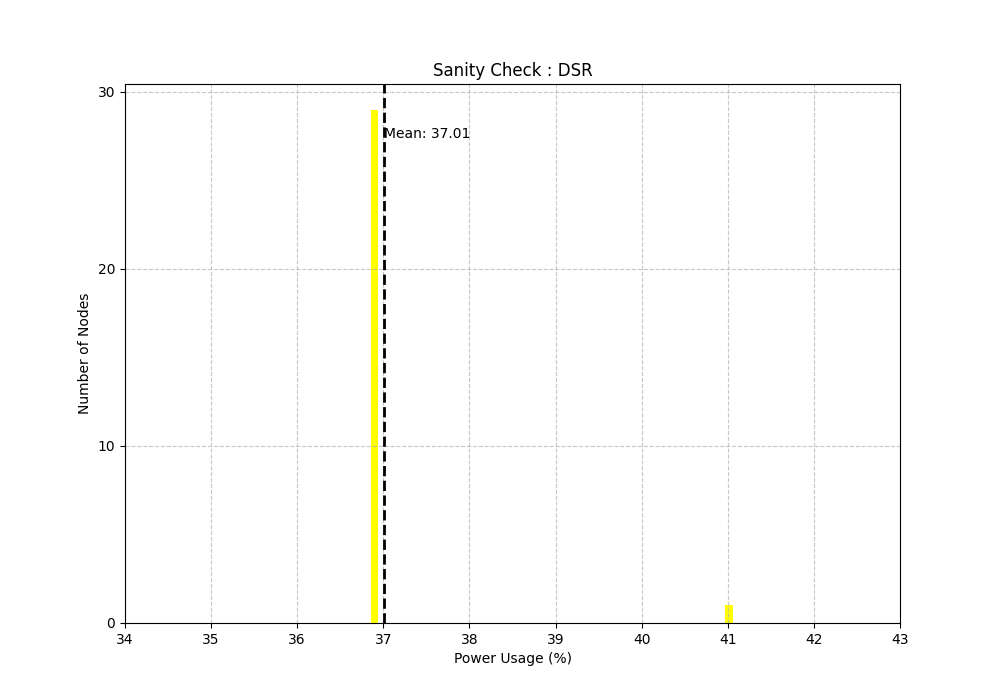 Sanity Check : DSR
30
Mean: 37.01
20
Number of Nodes
10
0
34 35 36 37 38 39 40 41 42 43
Power Usage (%)